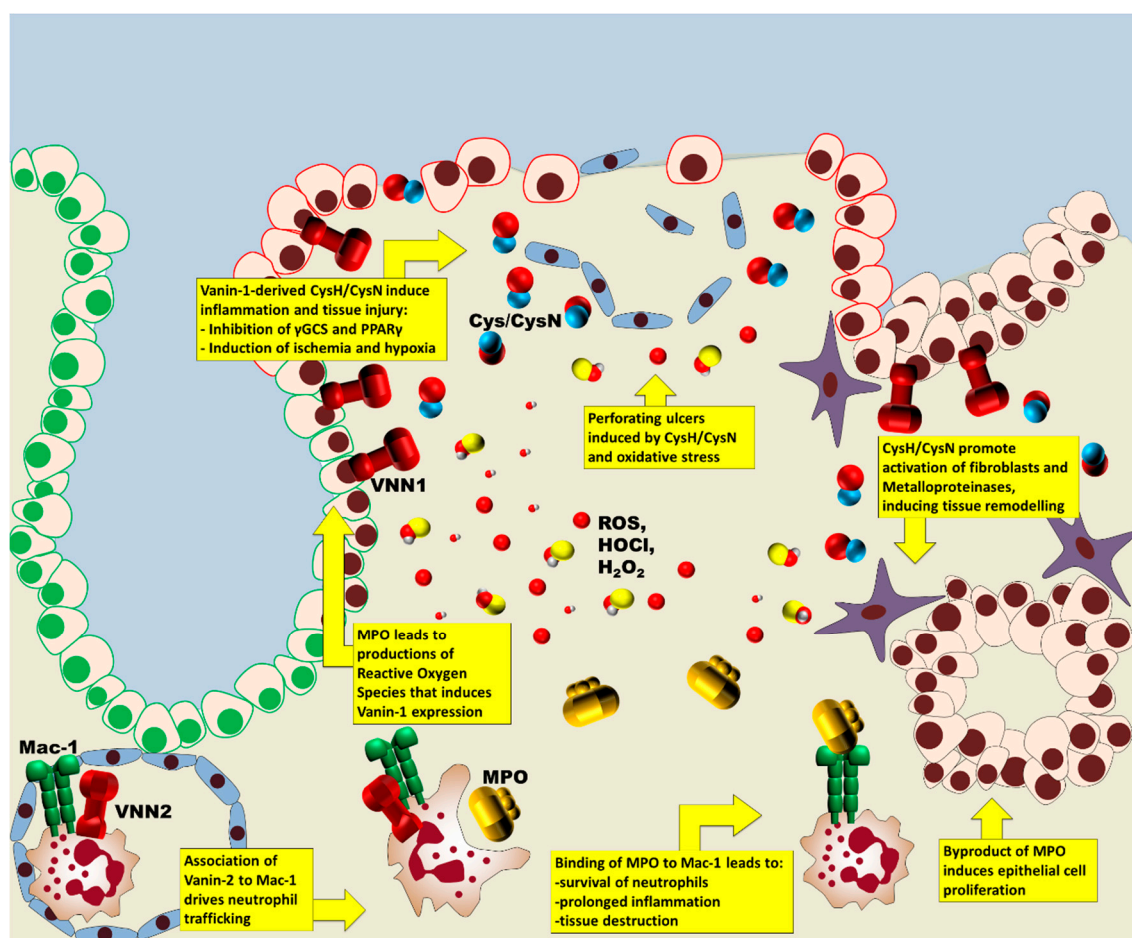 Vanin-1-derived CysH/CysN induce
inflammation and tissue injury:
- Inhibition of γGCS and PPARγ
- Induction of ischemia and hypoxia
Cys/CysN
Perforating ulcers
induced by CysH/CysN
and oxidative stress
CysH/CysN promote
activation of fibroblasts and
Metalloproteinases,
inducing tissue remodelling
VNN1
ROS,
HOCl,
H₂O₂
MPO leads to
productions of
Reactive Oxygen
Species that induces
Vanin-1 expression
Mac-1
VNN2
MPO
Association of
Vanin-2 to Mac-1
drives neutrophil
trafficking
Binding of MPO to Mac-1 leads to:
-survival of neutrophils
-prolonged inflammation
-tissue destruction
Byproduct of MPO
induces epithelial cell
proliferation